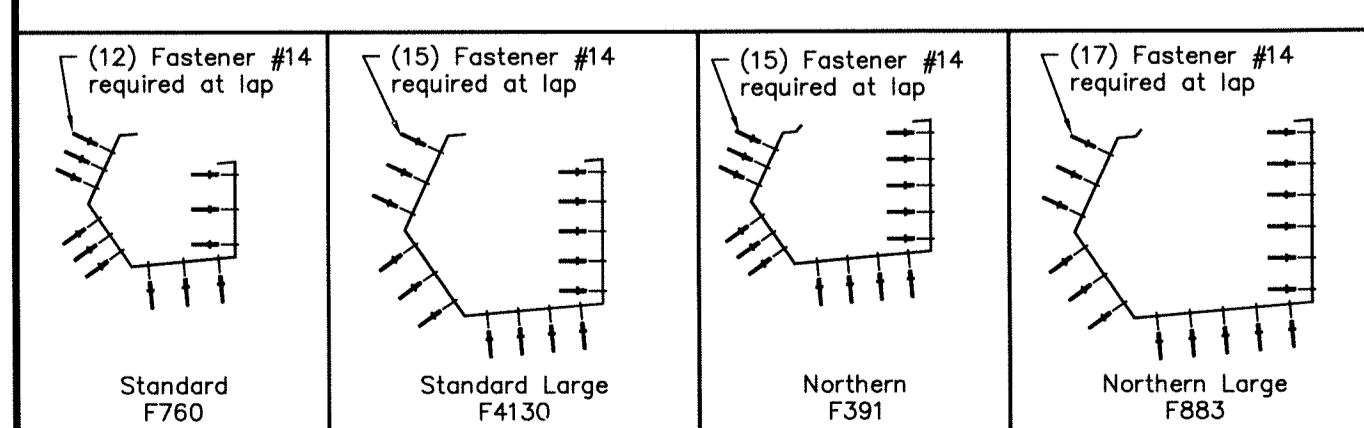 (12) Fastener #14
required at lap
Standard
F760
(15) Fastener #14
required at lap
Standard Large
F4130
(15) Fastener #14
required at lap
Northern
F391
(17) Fastener #14
required at lap
Northern Large
F883